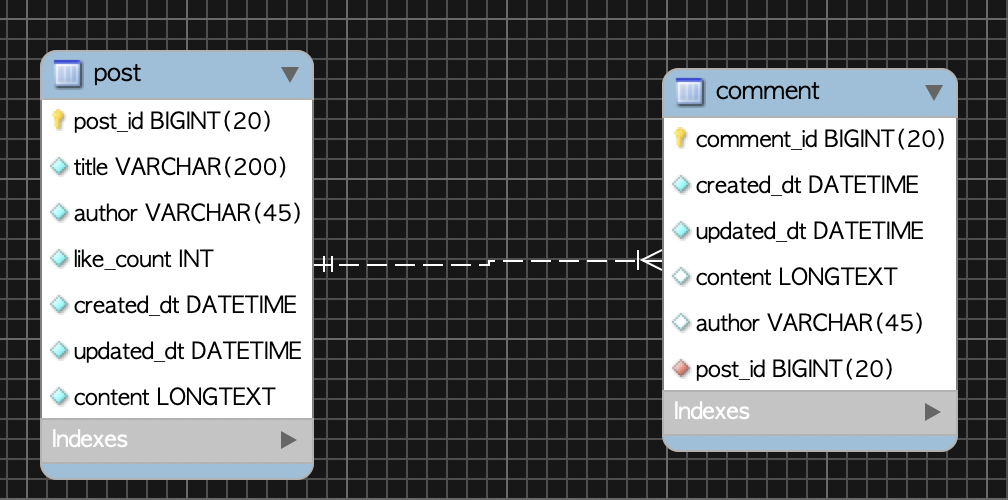 post
post_id BIGINT(20)
title VARCHAR(200)
author VARCHAR(45)
like_count INT
created_dt DATETIME
updated_dt DATETIME
content LONGTEXT
Indexes
comment
comment_id BIGINT(20)
created_dt DATETIME
updated_dt DATETIME
content LONGTEXT
author VARCHAR(45)
post_id BIGINT(20)
Indexes